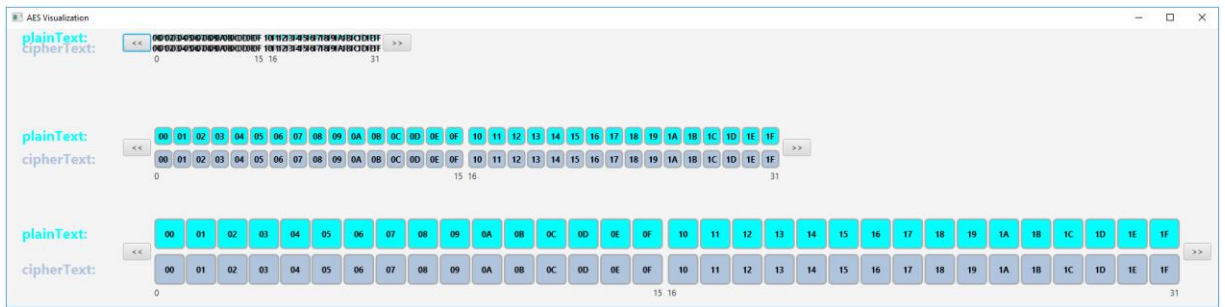 AES Visualization
plainText:
cipherText:
<<
>>
0 15 16 31
plainText:
00 01 02 03 04 05 06 07 08 09 0A 0B 0C 0D 0E 0F 10 11 12 13 14 15 16 17 18 19 1A 1B 1C 1D 1E 1F
<< >>
cipherText:
00 01 02 03 04 05 06 07 08 09 0A 0B 0C 0D 0E 0F 10 11 12 13 14 15 16 17 18 19 1A 1B 1C 1D 1E 1F
0 15 16 31
plainText:
00 01 02 03 04 05 06 07 08 09 0A 0B 0C 0D 0E 0F 10 11 12 13 14 15 16 17 18 19 1A 1B 1C 1D 1E 1F
<< >>
cipherText:
00 01 02 03 04 05 06 07 08 09 0A 0B 0C 0D 0E 0F 10 11 12 13 14 15 16 17 18 19 1A 1B 1C 1D 1E 1F
0 15 16 31